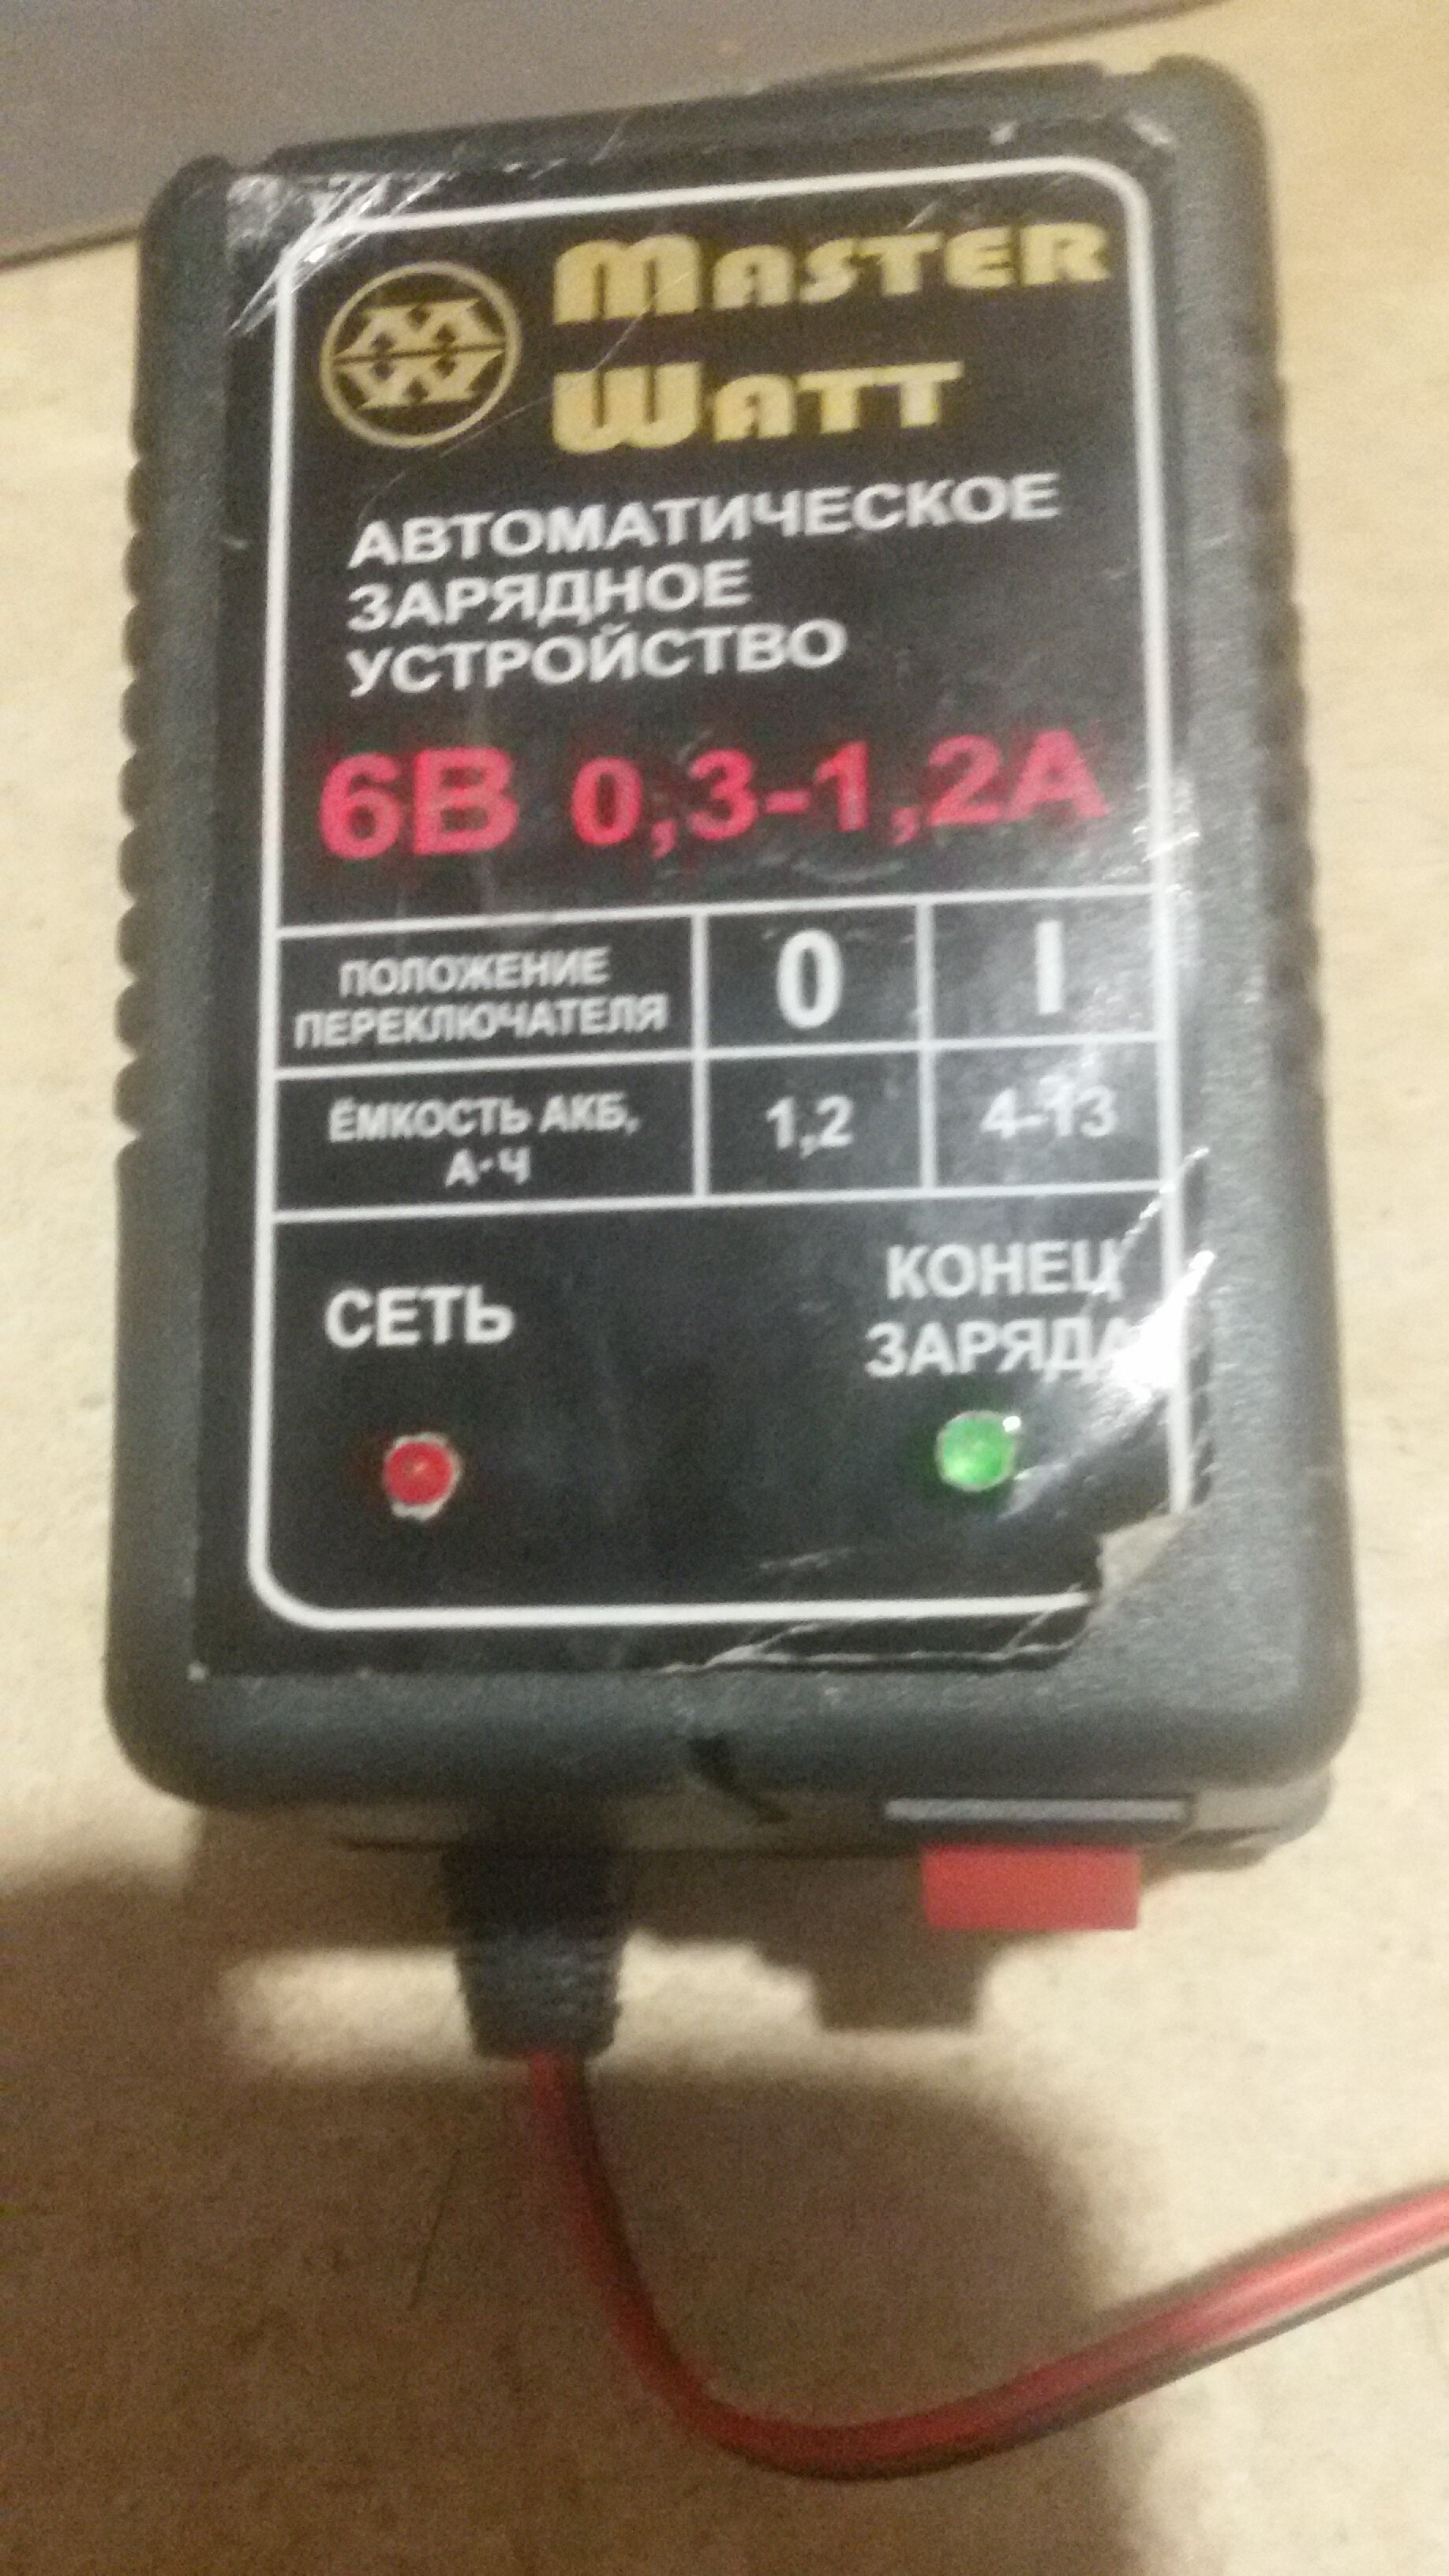 MASTER
WATT
АВТОМАТИЧЕСКОЕ
ЗАРЯДНОЕ
УСТРОЙСТВО
6В 0,3-1,2А
ПОЛОЖЕНИЕ
ПЕРЕКЛЮЧАТЕЛЯ
0
I
ЁМКОСТЬ АКБ,
А·Ч
1,2
4-13
СЕТЬ
КОНЕЦ
ЗАРЯДА